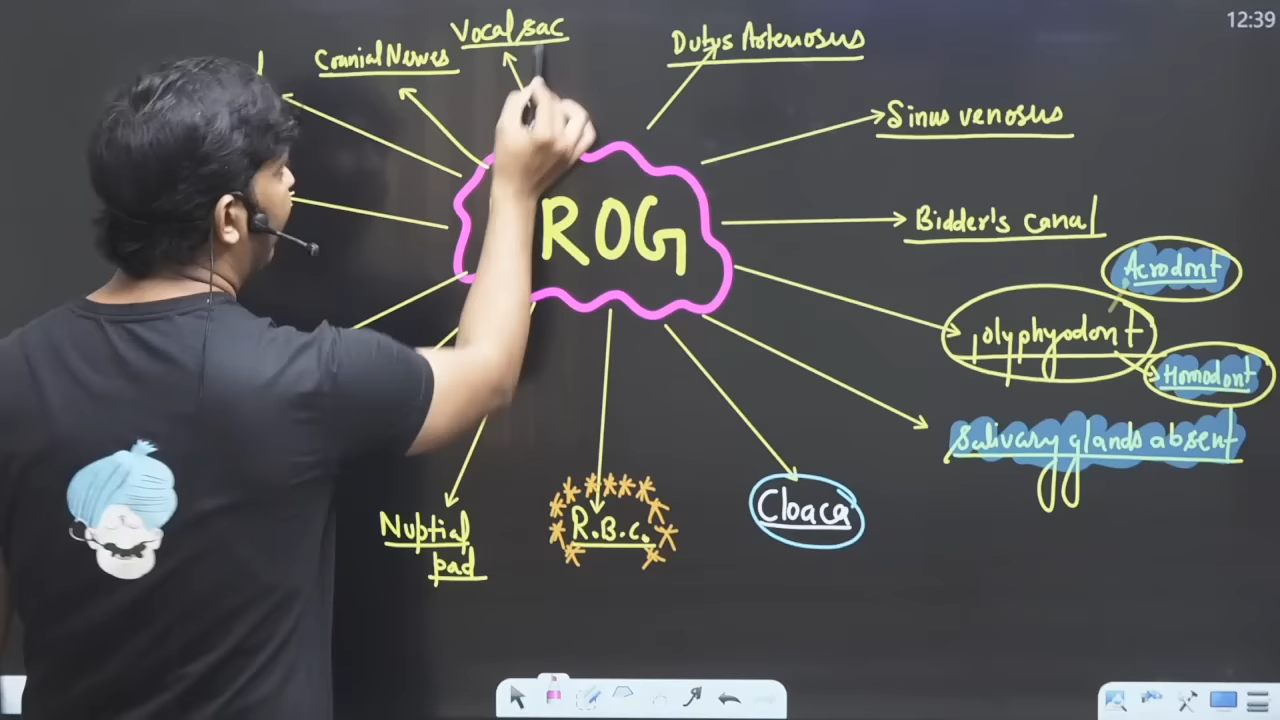 12:39
Vocal sac
Cranial Nerves
Dutus Arteriosus
Sinus venosus
ROG
Bidder's canal
Acrodont
polyphyodont
Homodont
Salivary glands absent
Cloaca
R.B.C.
Nuptial
pad